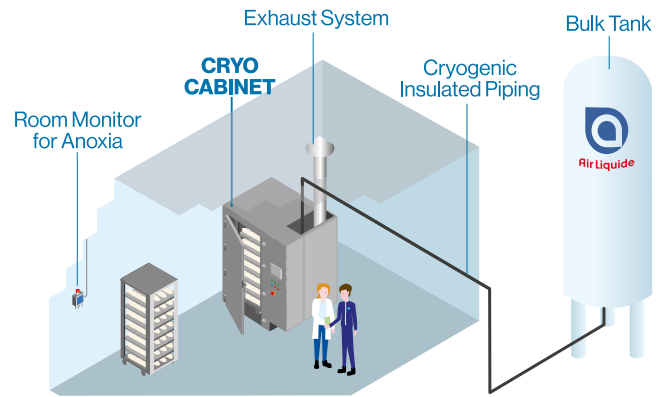 Exhaust System
Bulk Tank
CRYO
CABINET
Cryogenic
Insulated Piping
Room Monitor
for Anoxia
Air Liquide